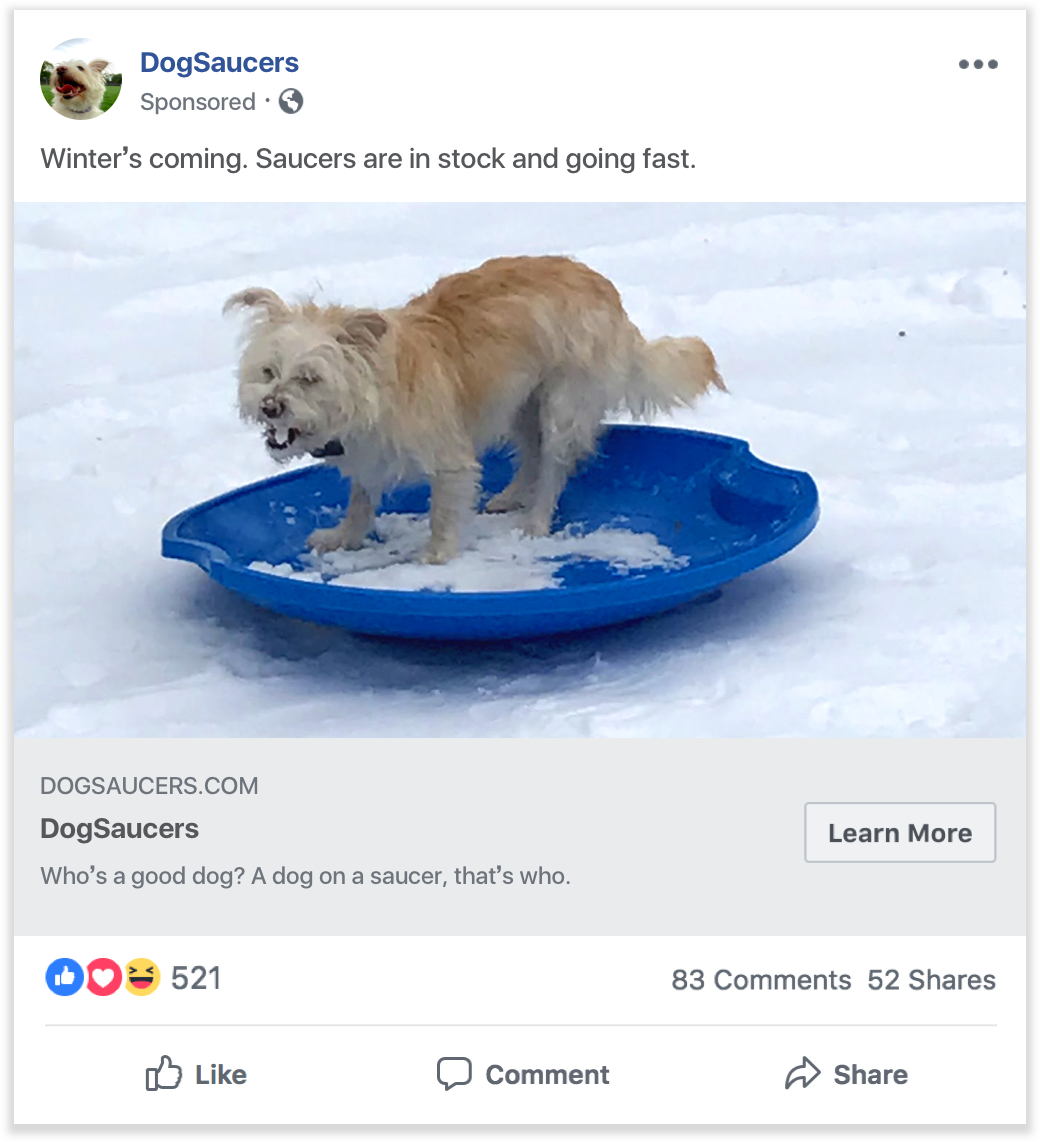 DogSaucers
Sponsored ·
Winter’s coming. Saucers are in stock and going fast.
DOGSAUCERS.COM
DogSaucers
Who’s a good dog? A dog on a saucer, that’s who.
Learn More
521
83 Comments 52 Shares
Like
Comment
Share